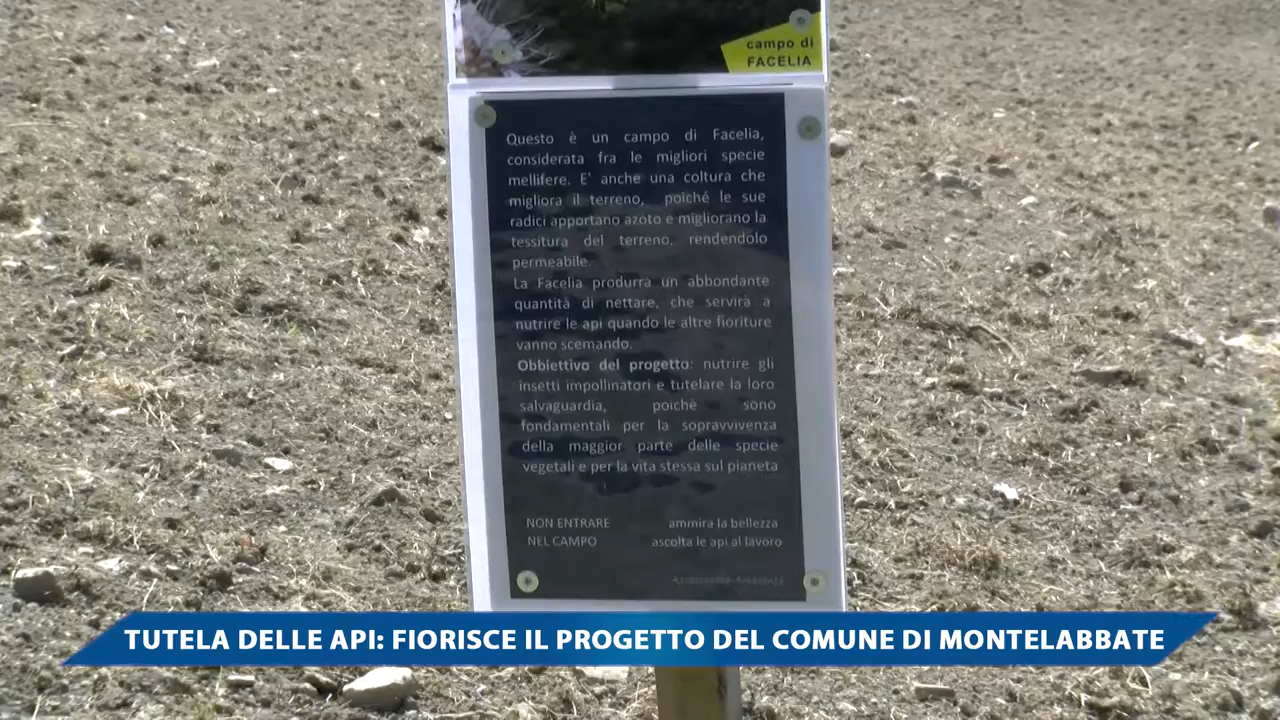 campo di
FACELIA
Questo è un campo di Facelia,
considerata fra le migliori specie
mellifere. E' anche una coltura che
migliora il terreno, poiché le sue
radici apportano azoto e migliorano la
tessitura del terreno, rendendolo
permeabile.
La Facelia produrra un abbondante
quantità di nettare, che servirà a
nutrire le api quando le altre fioriture
vanno scemando.
Obbiettivo del progetto: nutrire gli
insetti impollinatori e tutelare la loro
salvaguardia, poichè sono
fondamentali per la sopravvivenza
della maggior parte delle specie
vegetali e per la vita stessa sul pianeta
NON ENTRARE ammira la bellezza
NEL CAMPO ascolta le api al lavoro
TUTELA DELLE API: FIORISCE IL PROGETTO DEL COMUNE DI MONTELABBATE